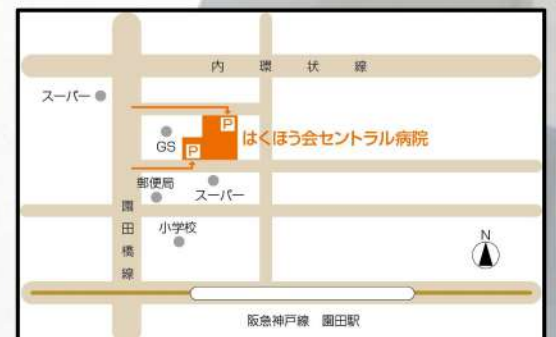 内環状線
スーパー
P
GS
P
はくほう会セントラル病院
郵便局
スーパー
園田橋線
小学校
N
阪急神戸線 園田駅